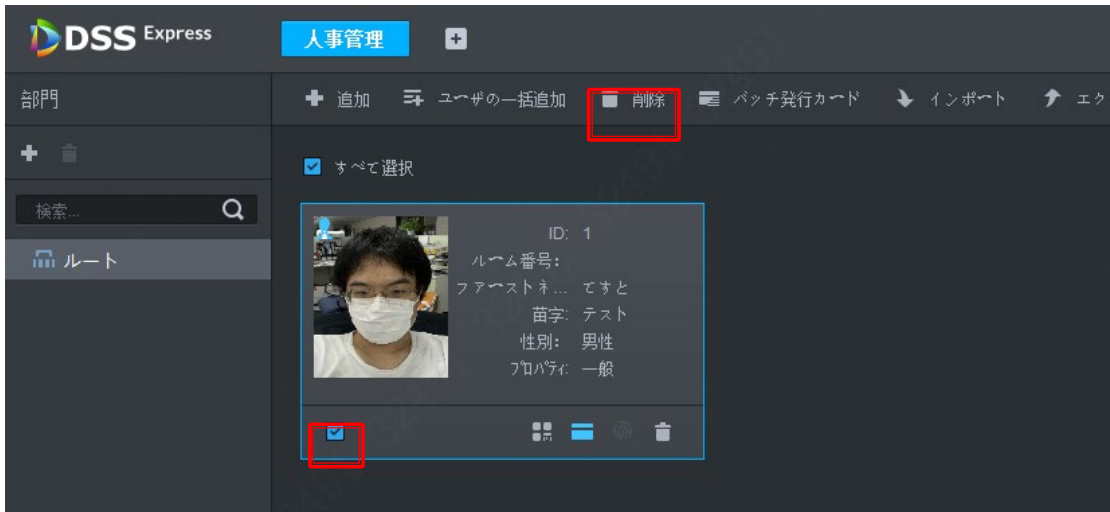 DSS Express
人事管理
部門
追加 ユーザの一括追加 削除 バッチ発行カード インポート エク
すべて選択
検索...
ルート
ID: 1
ルーム番号:
ファーストネ... てすと
苗字: テスト
性別: 男性
プロパティ: 一般